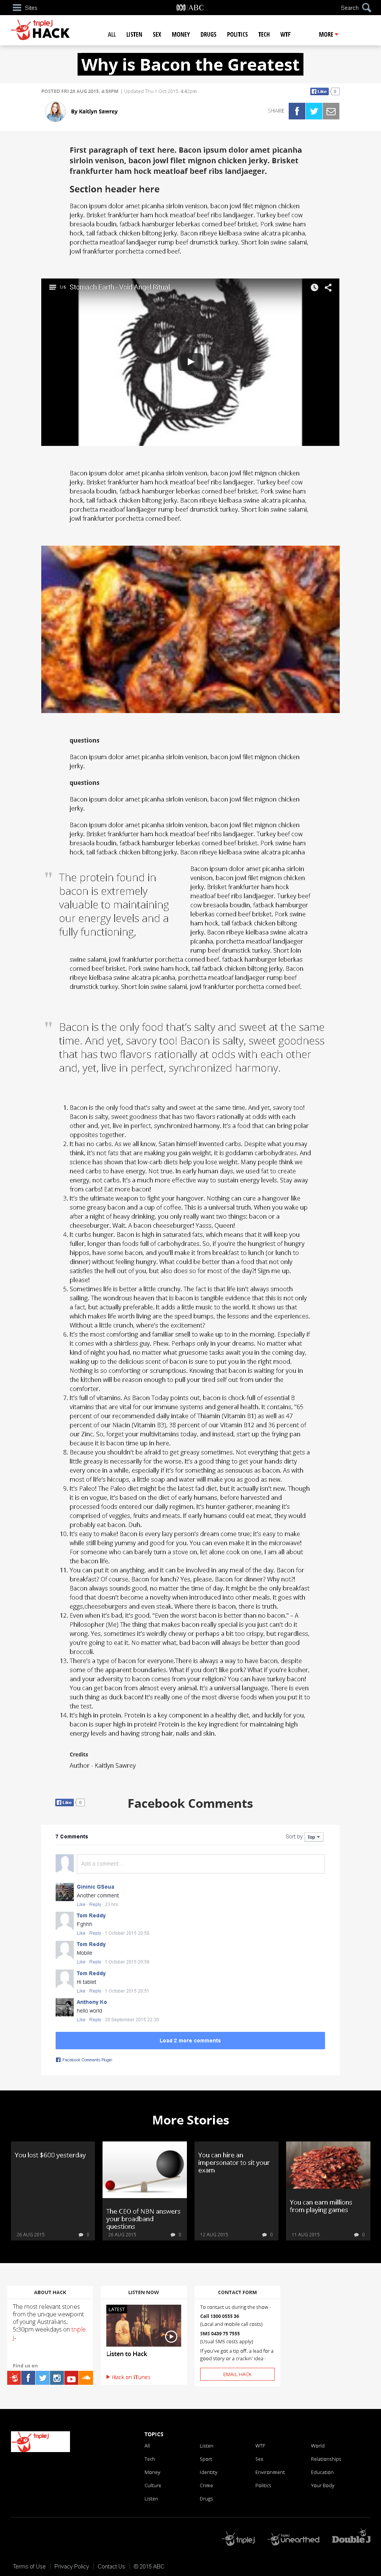 Sites
ABC
Search
triple j
HACK
ALL LISTEN SEX MONEY DRUGS POLITICS TECH WTF MORE
Why is Bacon the Greatest
POSTED FRI 28 AUG 2015, 4:59PM | Updated Thu 1 Oct 2015, 4:42pm
Like 0
By Kaitlyn Sawrey
SHARE
First paragraph of text here. Bacon ipsum dolor amet picanha
sirloin venison, bacon jowl filet mignon chicken jerky. Brisket
frankfurter ham hock meatloaf beef ribs landjaeger.
Section header here
Bacon ipsum dolor amet picanha sirloin venison, bacon jowl filet mignon chicken
jerky. Brisket frankfurter ham hock meatloaf beef ribs landjaeger. Turkey beef cow
bresaola boudin, fatback hamburger leberkas corned beef brisket. Pork swine ham
hock, tail fatback chicken biltong jerky. Bacon ribeye kielbasa swine alcatra picanha,
porchetta meatloaf hamburger rump beef drumstick turkey. Short loin swine salami,
jowl frankfurter porchetta corned beef.
Stomach Earth - Void Angel Ritual
Bacon ipsum dolor amet picanha sirloin venison, bacon jowl filet mignon chicken
jerky. Brisket frankfurter ham hock meatloaf beef ribs landjaeger. Turkey beef cow
bresaola boudin, fatback hamburger leberkas corned beef brisket. Pork swine ham
hock, tail fatback chicken biltong jerky. Bacon ribeye kielbasa swine alcatra picanha,
porchetta meatloaf hamburger rump beef drumstick turkey. Short loin swine salami,
jowl frankfurter porchetta corned beef.
questions
Bacon ipsum dolor amet picanha sirloin venison, bacon jowl filet mignon chicken
jerky.
questions
Bacon ipsum dolor amet picanha sirloin venison, bacon jowl filet mignon chicken
jerky.
Bacon ipsum dolor amet picanha sirloin venison, bacon jowl filet mignon chicken
jerky. Brisket frankfurter ham hock meatloaf beef ribs landjaeger. Turkey beef cow
bresaola boudin, fatback hamburger leberkas corned beef brisket. Pork swine ham
hock, tail fatback chicken biltong jerky. Bacon ribeye kielbasa swine alcatra picanha
" The protein found in
bacon is extremely
valuable to maintaining
our energy levels and a
fully functioning,
Bacon ipsum dolor amet picanha sirloin
venison, bacon jowl filet mignon chicken
jerky. Brisket frankfurter ham hock
meatloaf beef ribs landjaeger. Turkey beef
cow bresaola boudin, fatback hamburger
leberkas corned beef brisket. Pork swine
ham hock, tail fatback chicken biltong
jerky. Bacon ribeye kielbasa swine alcatra
picanha, porchetta meatloaf hamburger
rump beef drumstick turkey. Short loin
swine salami, jowl frankfurter porchetta corned beef. fatback hamburger leberkas
corned beef brisket. Pork swine ham hock, tail fatback chicken biltong jerky. Bacon
ribeye kielbasa swine alcatra picanha, porchetta meatloaf hamburger rump beef
drumstick turkey. Short loin swine salami, jowl frankfurter porchetta corned beef.
" Bacon is the only food that's salty and sweet at the same
time. And yet, savory too! Bacon is salty, sweet goodness
that has two flavors rationally at odds with each other
and, yet, live in perfect, synchronized harmony.
1. Bacon is the only food that's salty and sweet at the same time. And yet, savory too!
Bacon is salty, sweet goodness that has two flavors rationally at odds with each
other and, yet, live in perfect, synchronized harmony. It's a food that can bring polar
opposites together.
2. It has no carbs. As we all know, Satan himself invented carbs. Despite what you may
think, it's not fats that are making you gain weight, it is goddamn carbohydrates. And
science has shown that low-carb diets help you lose weight. Many people think we
need to carbs to have energy. Not true. In early human days, we used fat to create
energy, not carbs. It's a much more effective way to sustain energy levels. Stay away
from carbs! Eat more bacon!
3. It's the ultimate weapon to fight your hangover. Nothing can cure a hangover like
some greasy bacon and a cup of coffee. This is a universal truth. When you wake up
after a night of heavy drinking, you only really want two things: bacon or a
cheeseburger. Wait. A bacon cheeseburger! Yasss, Queen!
4. It curbs hunger. Bacon is high in saturated fats, which means that it will keep you
fuller, longer than foods full of carbohydrates. So, if you're the hungriest of hungry
hippos, have some bacon, and you'll make it from breakfast to lunch (or lunch to
dinner) without feeling hungry. What could be better than a food that not only
satisfies the hell out of you, but also does so for most of the day?! Sign me up,
please!
5. Sometimes life is better a little crunchy. The fact is that life isn't always smooth
sailing. The wondrous heaven that is bacon is tangible evidence that this is not only
a fact, but actually preferable. It adds a little music to the world. It shows us that
which makes life worth living are the speed bumps, the lessons and the experiences.
Without a little crunch, where's the excitement?
6. It's the most comforting and familiar smell to wake up to in the morning. Especially if
it comes with a shirtless guy. Phew. Perhaps only in your dreams. No matter what
kind of night you had, no matter what gruesome tasks await you in the coming day,
waking up to the delicious scent of bacon is sure to put you in the right mood.
Nothing is so comforting or scrumptious. Knowing that bacon is waiting for you in
the kitchen will be reason enough to pull your tired self out from under the
comforter.
7. It's full of vitamins. As Bacon Today points out, bacon is chock-full of essential B
vitamins that are vital for our immune systems and general health. It contains, "65
percent of our recommended daily intake of Thiamin (Vitamin B1) as well as 47
percent of our Niacin (Vitamin B3), 38 percent of our Vitamin B12 and 36 percent of
our Zinc. So, forget your multivitamins today and, instead, start up the frying pan
because it is bacon time up in here.
8. Because you shouldn't be afraid to get greasy sometimes. Not everything that gets a
little greasy is necessarily for the worse. It's a good thing to get your hands dirty
every once in a while, especially if it's for something as sensuous as bacon. As with
most of life's hiccups, a little soap and water will make you as good as new.
9. It's Paleo! The Paleo diet might be the latest fad diet, but it actually isn't new. Though
it is on vogue, it's based on the diet of early humans, before harvested and
processed foods entered our daily regimen. It's hunter-gatherer, meaning it's
comprised of veggies, fruits and meats. If early humans could eat meat, they would
probably eat bacon. Duh.
10. It's easy to make! Bacon is every lazy person's dream come true; it's easy to make
while still being yummy and good for you. You can even make it in the microwave!
For someone who can barely turn a stove on, let alone cook on one, I am all about
the bacon life.
11. You can put it on anything, and it can be involved in any meal of the day. Bacon for
breakfast? Of course. Bacon for lunch? Yes, please. Bacon for dinner? Why not?!
Bacon always sounds good, no matter the time of day. It might be the only breakfast
food that doesn't become a novelty when introduced into other meals. It goes with
eggs, cheeseburgers and even steak. Where there is bacon, there is truth.
12. Even when it's bad, it's good. "Even the worst bacon is better than no bacon." – A
Philosopher (Me) The thing that makes bacon really special is you just can't do it
wrong. Yes, sometimes it's weirdly chewy or perhaps a bit too crispy, but regardless,
you're going to eat it. No matter what, bad bacon will always be better than good
broccoli.
13. There's a type of bacon for everyone.There is always a way to have bacon, despite
some of the apparent boundaries. What if you don't like pork? What if you're kosher,
and your adversity to bacon comes from your religion? You can have turkey bacon!
You can get bacon from almost every animal. It's a universal language. There is even
such thing as duck bacon! It's really one of the most diverse foods when you put it to
the test.
14. It's high in protein. Protein is a key component in a healthy diet, and luckily for you,
bacon is super high in protein! Protein is the key ingredient for maintaining high
energy levels and having strong hair, nails and skin.
Credits
Author - Kaitlyn Sawrey
Like 0
Facebook Comments
7 Comments
Sort by Top
Add a comment...
Gininic GSous
Another comment
Like · Reply · 23 hrs
Tom Reddy
Fghhh
Like · Reply · 1 October 2015 20:56
Tom Reddy
Mobile
Like · Reply · 1 October 2015 20:56
Tom Reddy
Hi tablet
Like · Reply · 1 October 2015 20:51
Anthony Ko
hello world
Like · Reply · 28 September 2015 22:35
Load 2 more comments
Facebook Comments Plugin
More Stories
You lost $600 yesterday
26 AUG 2015 0
The CEO of NBN answers
your broadband
questions
26 AUG 2015 0
You can hire an
impersonator to sit your
exam
12 AUG 2015 0
You can earn millions
from playing games
11 AUG 2015 0
ABOUT HACK
The most relevant stories
from the unique viewpoint
of young Australians.
5:30pm weekdays on triple
j.
Find us on
LISTEN NOW
LATEST
Listen to Hack
Hack on iTunes
CONTACT FORM
To contact us during the show -
Call 1300 0555 36
(Local and mobile call costs)
SMS 0439 75 7555
(Usual SMS costs apply)
If you've got a tip off, a lead for a
good story or a crackin' idea -
EMAIL HACK
triple j
TOPICS
All Listen WTF World
Tech Sport Sex Relationships
Money Identity Environment Education
Culture Crime Politics Your Body
Listen Drugs
triple j
triple j unearthed
Double J
Terms of Use | Privacy Policy | Contact Us | © 2015 ABC